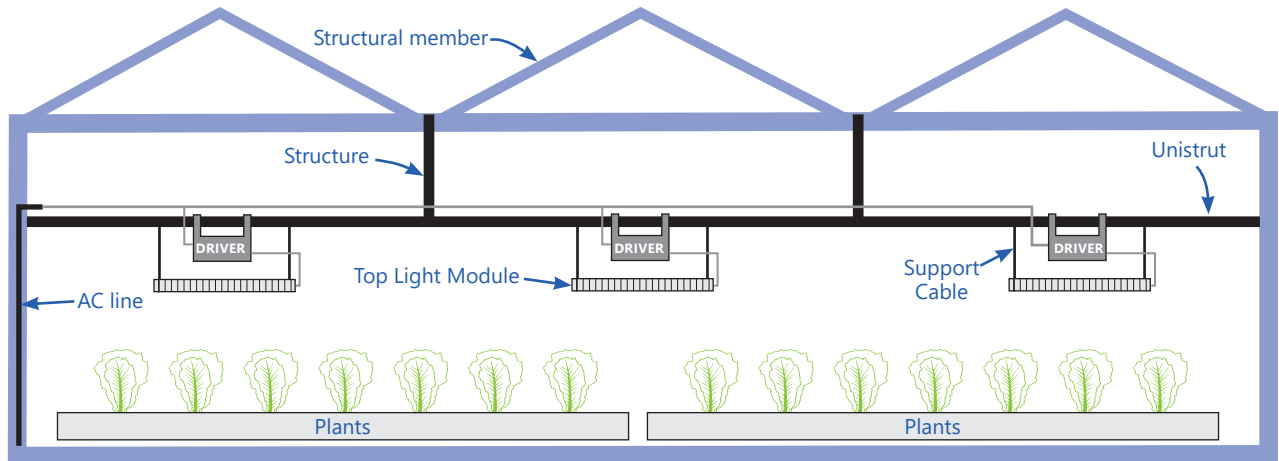 Structural member
Structure
Unistrut
DRIVER
DRIVER
DRIVER
Top Light Module
Support
Cable
AC line
Plants
Plants